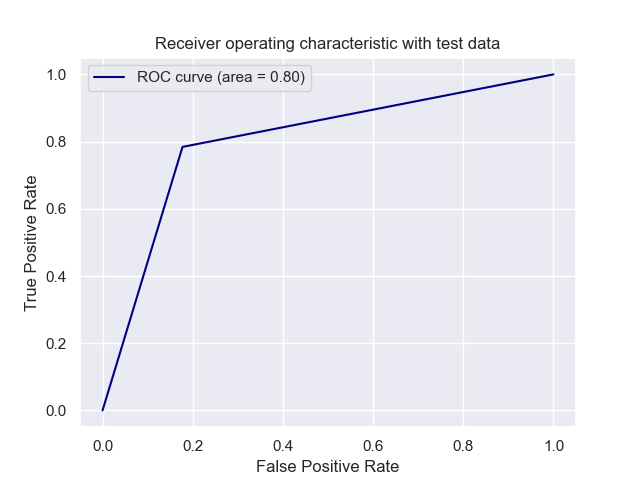 Receiver operating characteristic with test data
ROC curve (area = 0.80)
1.0
0.8
0.6
0.4
0.2
0.0
True Positive Rate
0.0 0.2 0.4 0.6 0.8 1.0
False Positive Rate